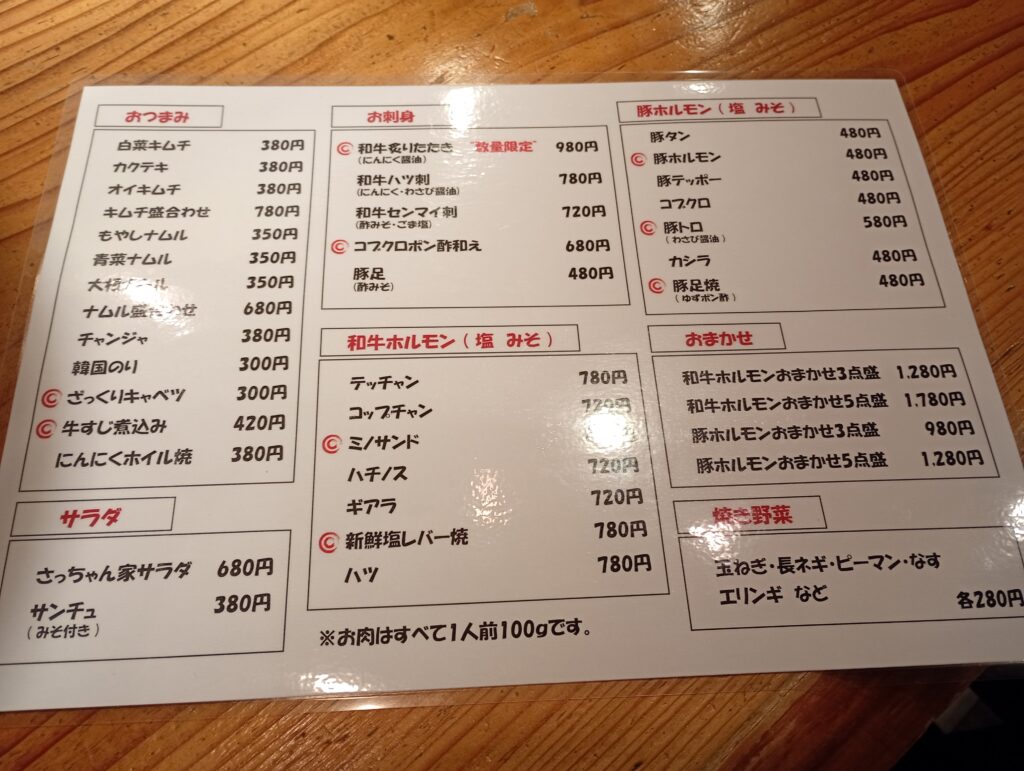 おつまみ
白菜キムチ 380円
カクテキ 380円
オイキムチ 380円
キムチ盛合わせ 780円
もやしナムル 350円
青菜ナムル 350円
大根ナムル 350円
ナムル盛合わせ 680円
チャンジャ 380円
韓国のり 300円
ざっくりキャベツ 300円
牛すじ煮込み 420円
にんにくホイル焼 380円
サラダ
さっちゃん家サラダ 680円
サンチュ 380円
(みそ付き)
お刺身
和牛炙りたたき "数量限定" 980円
(にんにく醤油)
和牛ハツ刺 780円
(にんにく・わさび醤油)
和牛センマイ刺 720円
(酢みそ・ごま塩)
コブクロポン酢和え 680円
豚足 480円
(酢みそ)
和牛ホルモン(塩 みそ)
テッチャン 780円
コップチャン 720円
ミノサンド
ハチノス 720円
ギアラ 720円
新鮮塩レバー焼 780円
ハツ 780円
※お肉はすべて1人前100gです。
豚ホルモン(塩 みそ)
豚タン 480円
豚ホルモン 480円
豚テッポー 480円
コブクロ 480円
豚トロ 580円
(わさび醤油)
カシラ 480円
豚足焼 480円
(ゆずポン酢)
おまかせ
和牛ホルモンおまかせ3点盛 1.280円
和牛ホルモンおまかせ5点盛 1.780円
豚ホルモンおまかせ3点盛 980円
豚ホルモンおまかせ5点盛 1.280円
焼き野菜
玉ねぎ・長ネギ・ピーマン・なす
エリンギ など
各280円